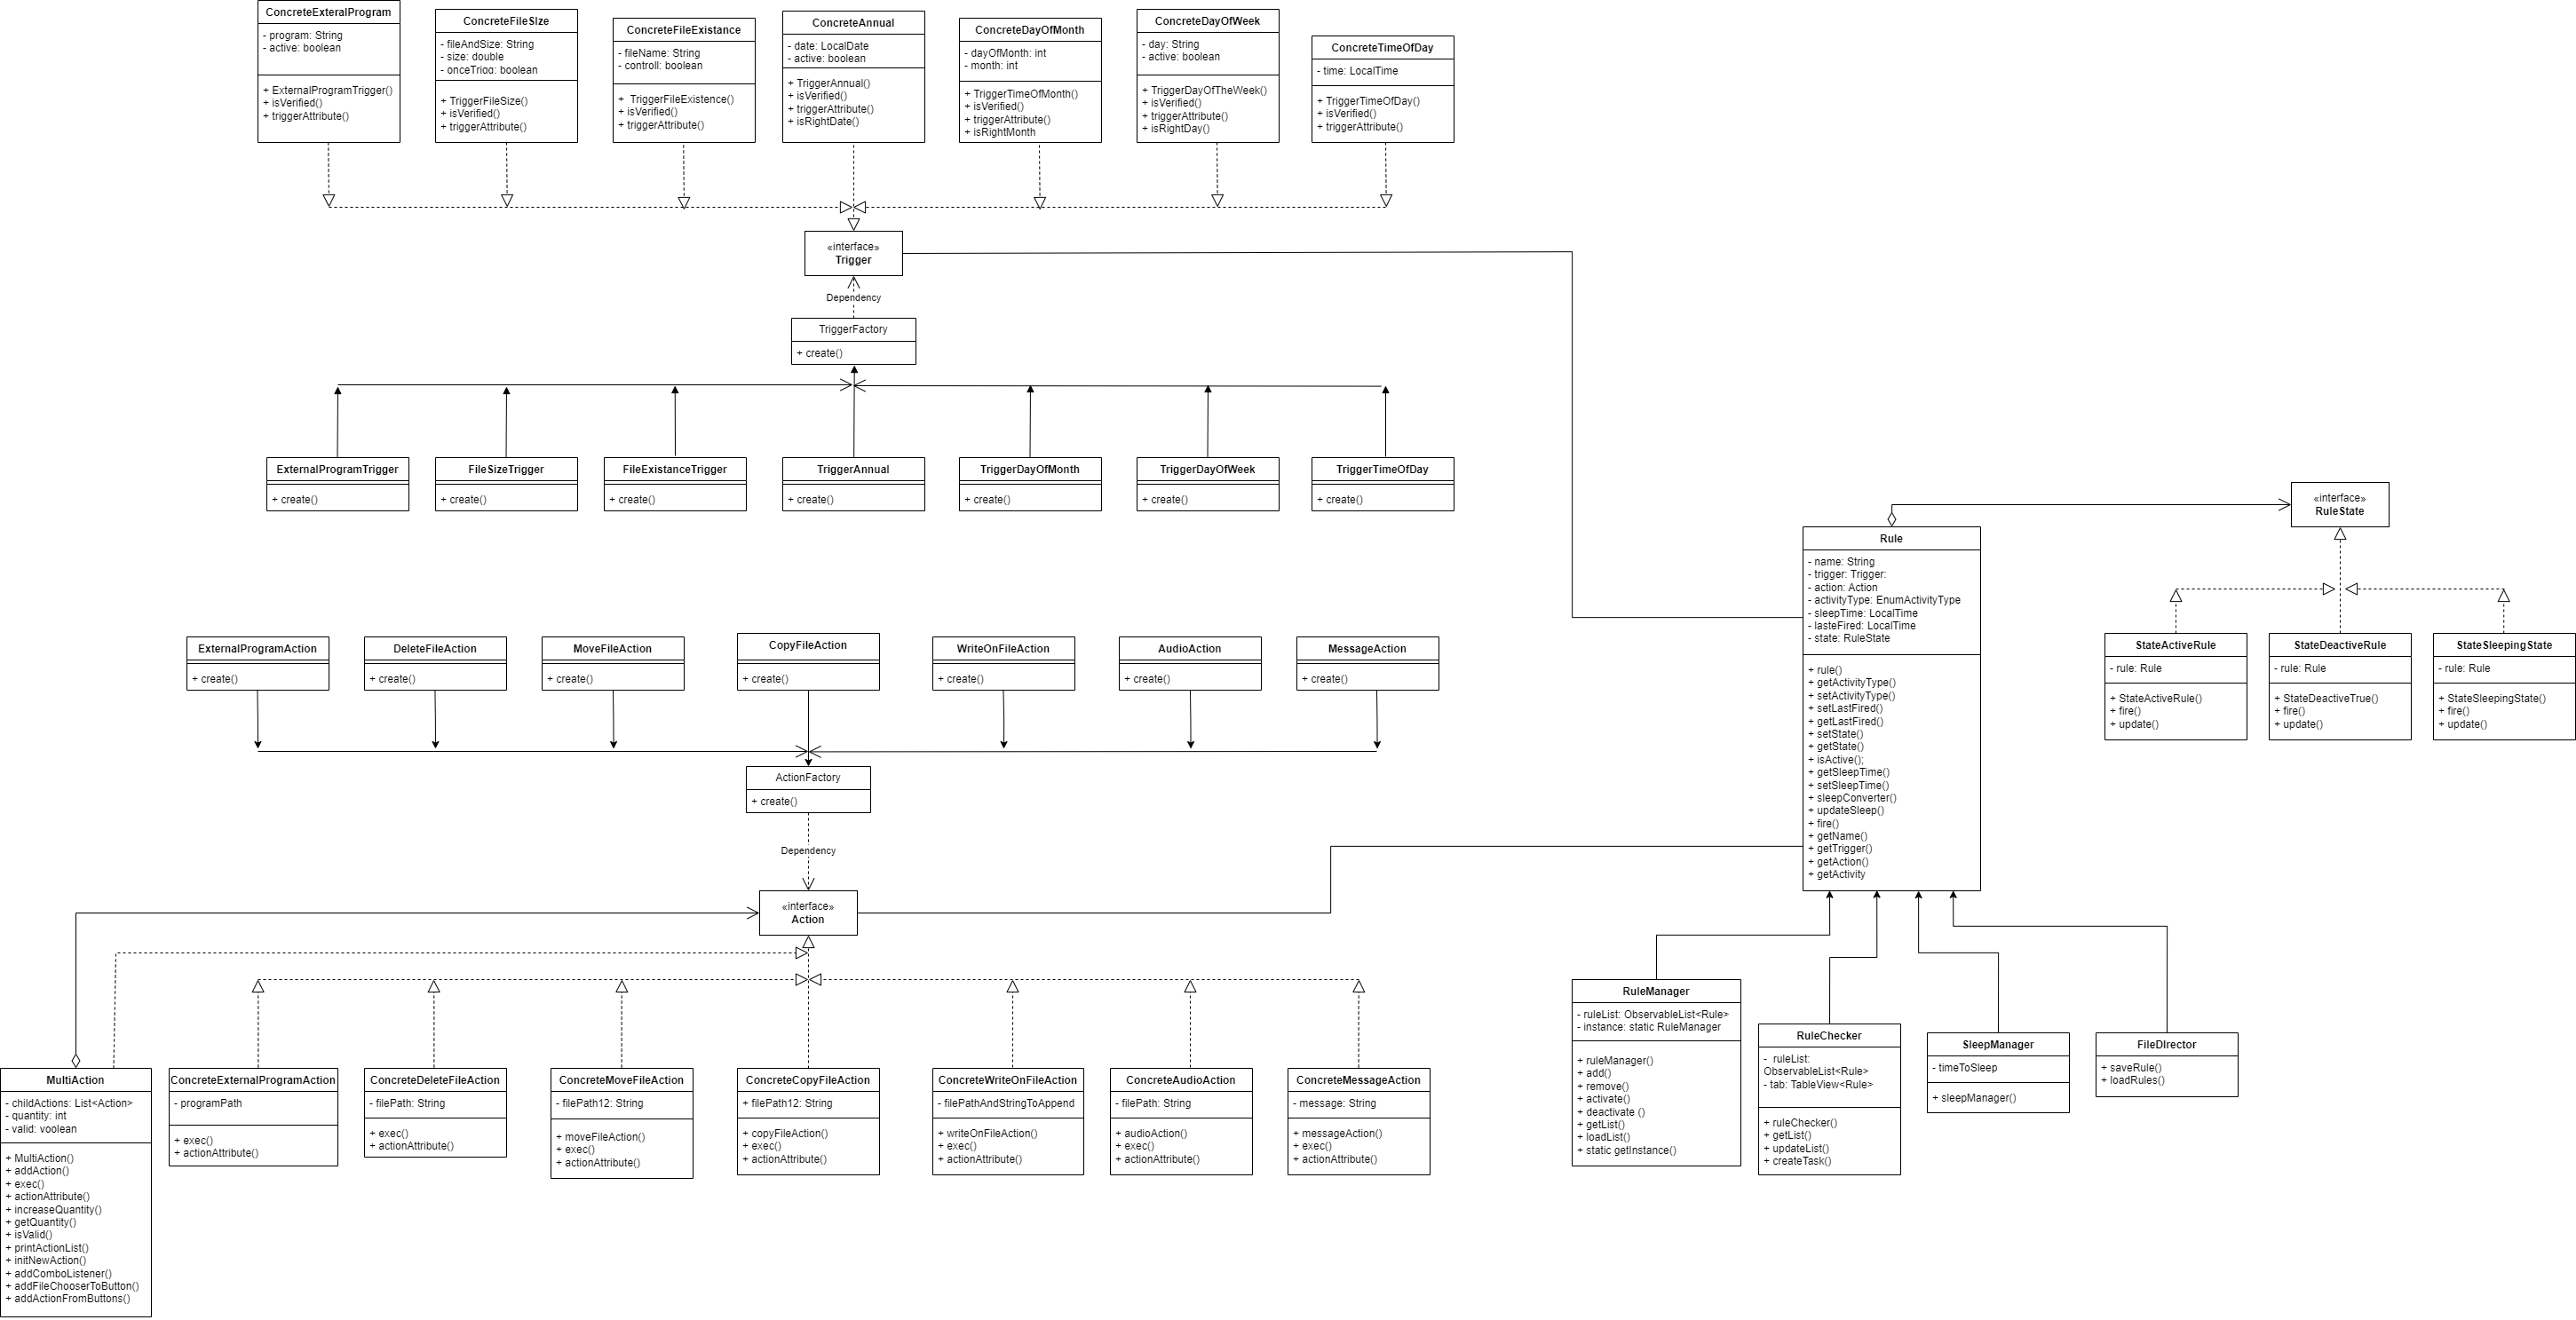 ConcreteExteralProgram
- program: String
- active: boolean
+ ExternalProgramTrigger()
+ isVerified()
+ triggerAttribute()
ConcreteFileSIze
- fileAndSize: String
- size: double
- onceTrigg: boolean
+ TriggerFileSize()
+ isVerified()
+ triggerAttribute()
ConcreteFileExistance
- fileName: String
- controll: boolean
+  TriggerFileExistence()
+ isVerified()
+ triggerAttribute()
ConcreteAnnual
- date: LocalDate
- active: boolean
+ TriggerAnnual()
+ isVerified()
+ triggerAttribute()
+ isRightDate()
ConcreteDayOfMonth
- dayOfMonth: int
- month: int
+ TriggerTimeOfMonth()
+ isVerified()
+ triggerAttribute()
+ isRightMonth
ConcreteDayOfWeek
- day: String
- active: boolean
+ TriggerDayOfTheWeek()
+ isVerified()
+ triggerAttribute()
+ isRightDay()
ConcreteTimeOfDay
- time: LocalTime
+ TriggerTimeOfDay()
+ isVerified()
+ triggerAttribute()
«interface»
Trigger
Dependency
TriggerFactory
+ create()
ExternalProgramTrigger
+ create()
FileSizeTrigger
+ create()
FileExistanceTrigger
+ create()
TriggerAnnual
+ create()
TriggerDayOfMonth
+ create()
TriggerDayOfWeek
+ create()
TriggerTimeOfDay
+ create()
«interface»
RuleState
Rule
- name: String
- trigger: Trigger:
- action: Action
- activityType: EnumActivityType
- sleepTime: LocalTime
- lasteFired: LocalTime
- state: RuleState
+ rule()
+ getActivityType()
+ setActivityType()
+ setLastFired()
+ getLastFired()
+ setState()
+ getState()
+ isActive();
+ getSleepTime()
+ setSleepTime()
+ sleepConverter()
+ updateSleep()
+ fire()
+ getName()
+ getTrigger()
+ getAction()
+ getActivity
StateActiveRule
- rule: Rule
+ StateActiveRule()
+ fire()
+ update()
StateDeactiveRule
- rule: Rule
+ StateDeactiveTrue()
+ fire()
+ update()
StateSleepingState
- rule: Rule
+ StateSleepingState()
+ fire()
+ update()
ExternalProgramAction
+ create()
DeleteFileAction
+ create()
MoveFileAction
+ create()
CopyFileAction
+ create()
WriteOnFileAction
+ create()
AudioAction
+ create()
MessageAction
+ create()
ActionFactory
+ create()
Dependency
«interface»
Action
MultiAction
- childActions: List<Action>
- quantity: int
- valid: voolean
+ MultiAction()
+ addAction()
+ exec()
+ actionAttribute()
+ increaseQuantity()
+ getQuantity()
+ isValid()
+ printActionList()
+ initNewAction()
+ addComboListener()
+ addFileChooserToButton()
+ addActionFromButtons()
ConcreteExternalProgramAction
- programPath
+ exec()
+ actionAttribute()
ConcreteDeleteFileAction
- filePath: String
+ exec()
+ actionAttribute()
ConcreteMoveFileAction
- filePath12: String
+ moveFileAction()
+ exec()
+ actionAttribute()
ConcreteCopyFileAction
+ filePath12: String
+ copyFileAction()
+ exec()
+ actionAttribute()
ConcreteWriteOnFileAction
- filePathAndStringToAppend
+ writeOnFileAction()
+ exec()
+ actionAttribute()
ConcreteAudioAction
- filePath: String
+ audioAction()
+ exec()
+ actionAttribute()
ConcreteMessageAction
- message: String
+ messageAction()
+ exec()
+ actionAttribute()
RuleManager
- ruleList: ObservableList<Rule>
- instance: static RuleManager
+ ruleManager()
+ add()
+ remove()
+ activate()
+ deactivate ()
+ getList()
+ loadList()
+ static getInstance()
RuleChecker
-  ruleList:
ObservableList<Rule>
- tab: TableView<Rule>
+ ruleChecker()
+ getList()
+ updateList()
+ createTask()
SleepManager
- timeToSleep
+ sleepManager()
FileDIrector
+ saveRule()
+ loadRules()